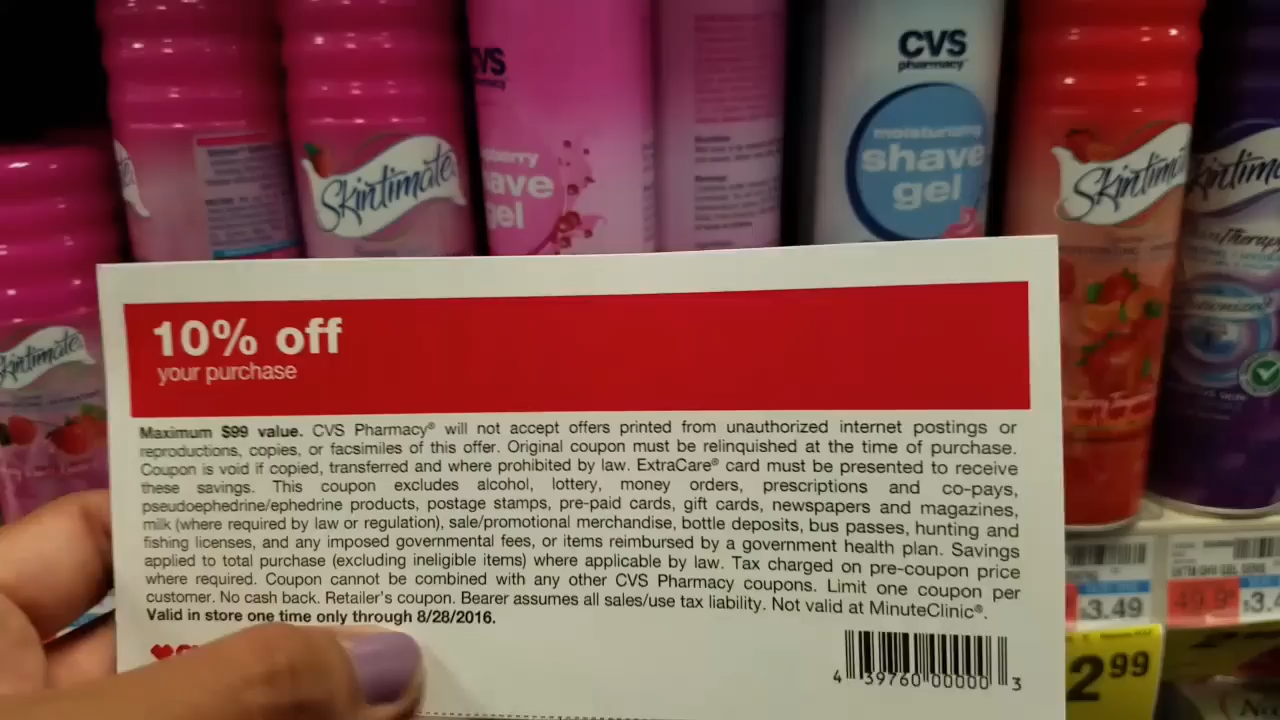 CVS
pharmacy
moisturizing
shave
gel
Skintimate
Skintimate
Skintimate
10% off
your purchase
Maximum $99 value. CVS Pharmacy® will not accept offers printed from unauthorized internet postings or
reproductions, copies, or facsimiles of this offer. Original coupon must be relinquished at the time of purchase.
Coupon is void if copied, transferred and where prohibited by law. ExtraCare® card must be presented to receive
these savings. This coupon excludes alcohol, lottery, money orders, prescriptions and co-pays,
pseudoephedrine/ephedrine products, postage stamps, pre-paid cards, gift cards, newspapers and magazines,
milk (where required by law or regulation), sale/promotional merchandise, bottle deposits, bus passes, hunting and
fishing licenses, and any imposed governmental fees, or items reimbursed by a government health plan. Savings
applied to total purchase (excluding ineligible items) where applicable by law. Tax charged on pre-coupon price
where required. Coupon cannot be combined with any other CVS Pharmacy coupons. Limit one coupon per
customer. No cash back. Retailer's coupon. Bearer assumes all sales/use tax liability. Not valid at MinuteClinic®.
Valid in store one time only through 8/28/2016.
4 39760 00000 3
$3.49
2 99